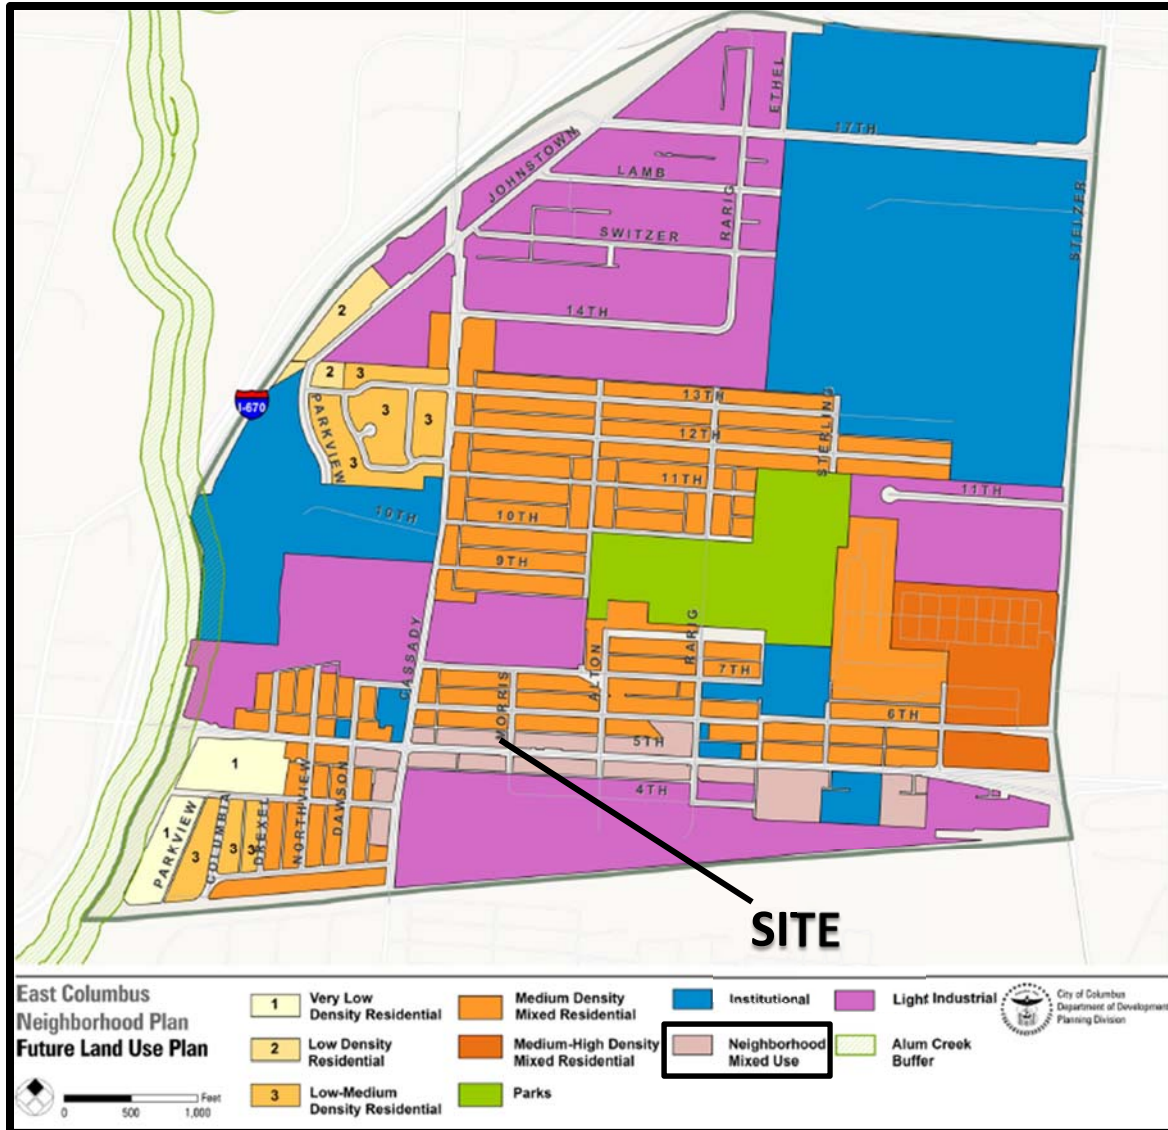 ETHEL
17TH
JOHNSTOWN
LAMB
RARIG
STELZER
SWITZER
14TH
2
2
3
I-670
13TH
PARKVIEW
3
3
12TH
STERLING
3
11TH
11TH
10TH
10TH
9TH
CASSADY
ALTON
RARIG
7TH
MORRIS
6TH
5TH
1
NORTHVIEW
DAWSON
4TH
1
PARKVIEW
COLUMBIA
DREXEL
3
3
3
SITE
East Columbus
Neighborhood Plan
Future Land Use Plan
0 500 1,000
Feet
1 Very Low
Density Residential
2 Low Density
Residential
3 Low-Medium
Density Residential
Medium Density
Mixed Residential
Medium-High Density
Mixed Residential
Parks
Institutional
Neighborhood
Mixed Use
Light Industrial
Alum Creek
Buffer
City of Columbus
Department of Development
Planning Division